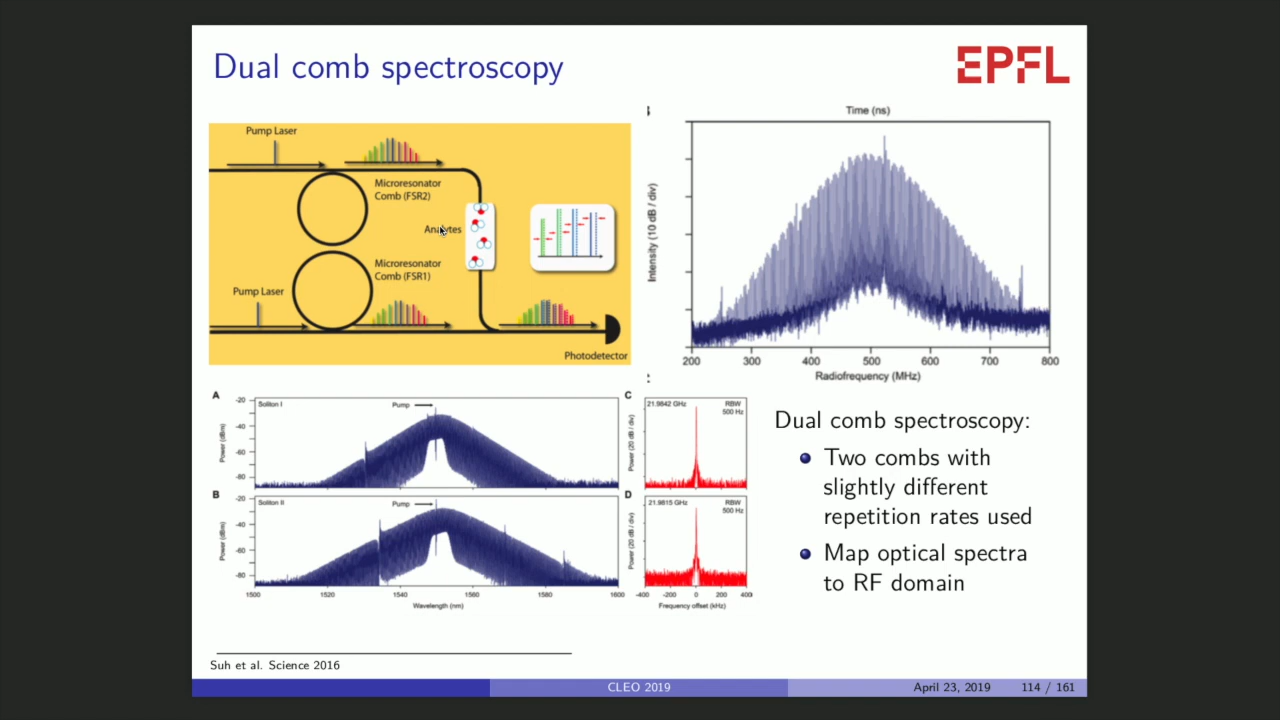 Dual comb spectroscopy
EPFL
Pump Laser
Microresonator
Comb (FSR2)
Analytes
Microresonator
Comb (FSR1)
Pump Laser
Photodetector
Time (ns)
Intensity (10 dB / div)
200 300 400 500 600 700 800
Radiofrequency (MHz)
A
Soliton I
Pump
Power (dBm)
-20
-40
-60
-80
B
Soliton II
Pump
Power (dBm)
-20
-40
-60
-80
1500 1520 1540 1560 1580 1600
Wavelength (nm)
C
21.9842 GHz
RBW
500 Hz
Power (20 dB / div)
D
21.9815 GHz
RBW
500 Hz
Power (20 dB / div)
-400 -200 0 200 400
Frequency offset (kHz)
Dual comb spectroscopy:
Two combs with
slightly different
repetition rates used
Map optical spectra
to RF domain
Suh et al. Science 2016
CLEO 2019
April 23, 2019
114 / 161